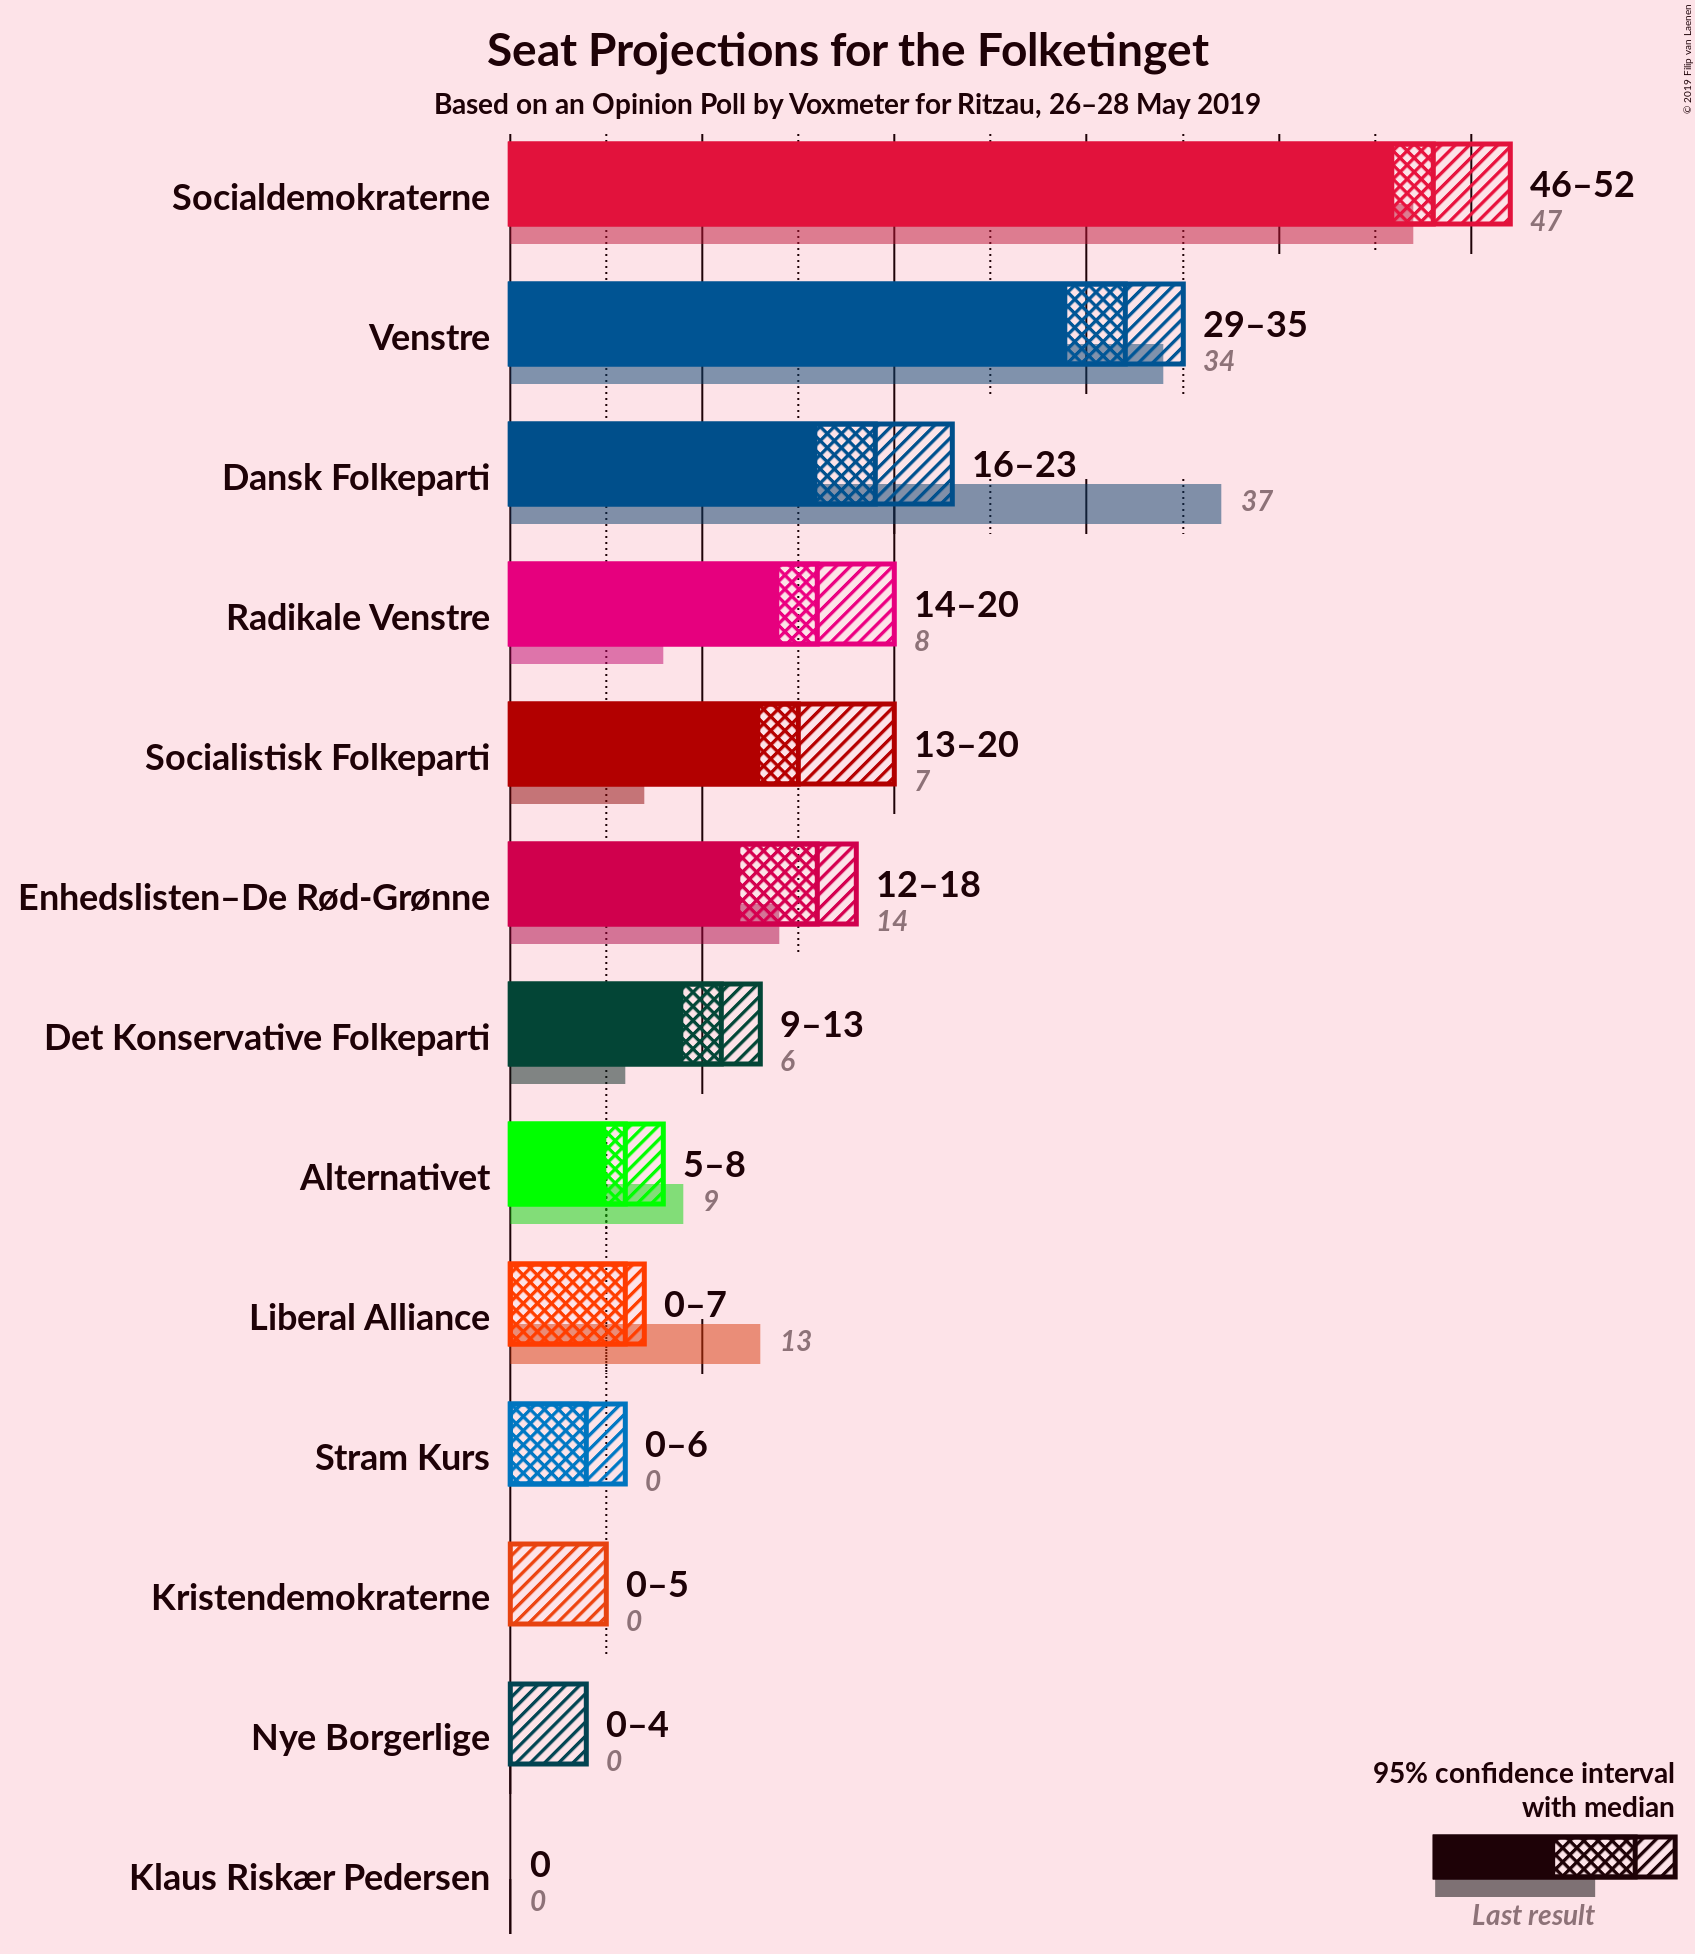 Seat Projections for the Folketinget
Based on an Opinion Poll by Voxmeter for Ritzau, 26–28 May 2019
© 2019 Filip van Laenen
Socialdemokraterne
46–52
47
Venstre
29–35
34
Dansk Folkeparti
16–23
37
Radikale Venstre
14–20
8
Socialistisk Folkeparti
13–20
7
Enhedslisten–De Rød-Grønne
12–18
14
Det Konservative Folkeparti
9–13
6
Alternativet
5–8
9
Liberal Alliance
0–7
13
Stram Kurs
0–6
0
Kristendemokraterne
0–5
0
Nye Borgerlige
0–4
0
Klaus Riskær Pedersen
0
0
95% confidence interval
with median
Last result